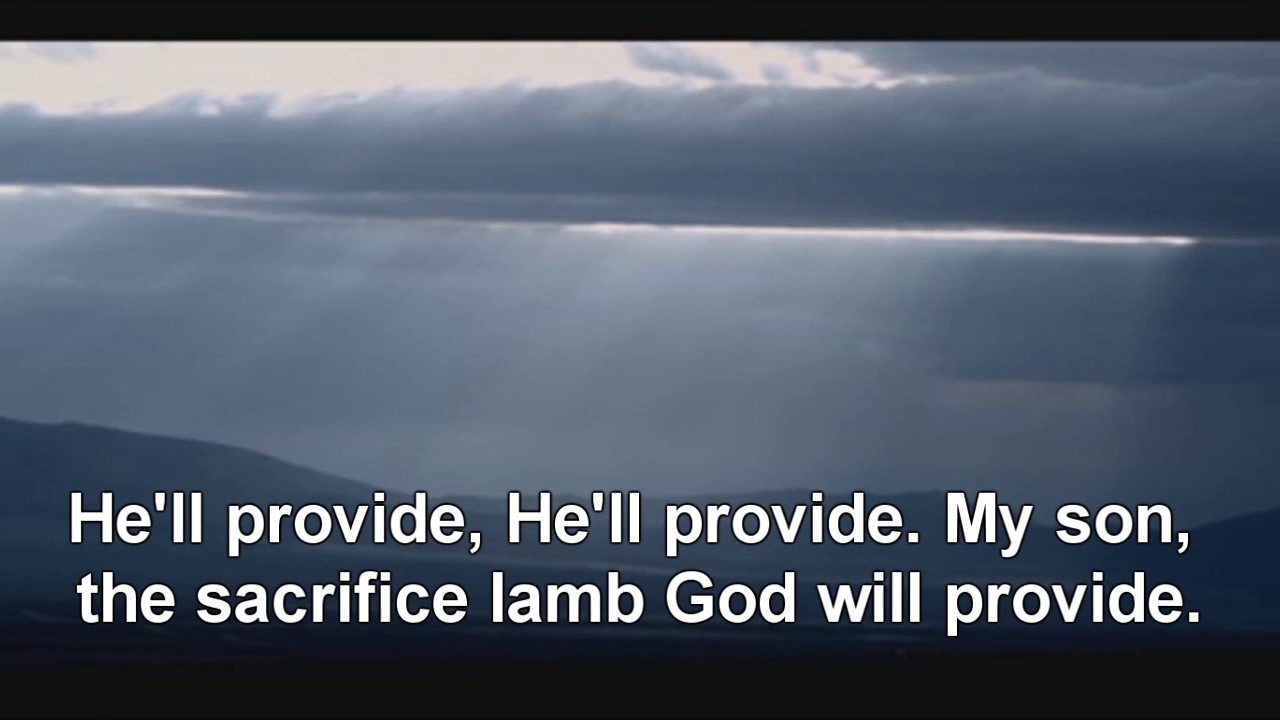 He'll provide, He'll provide. My son,
the sacrifice lamb God will provide.